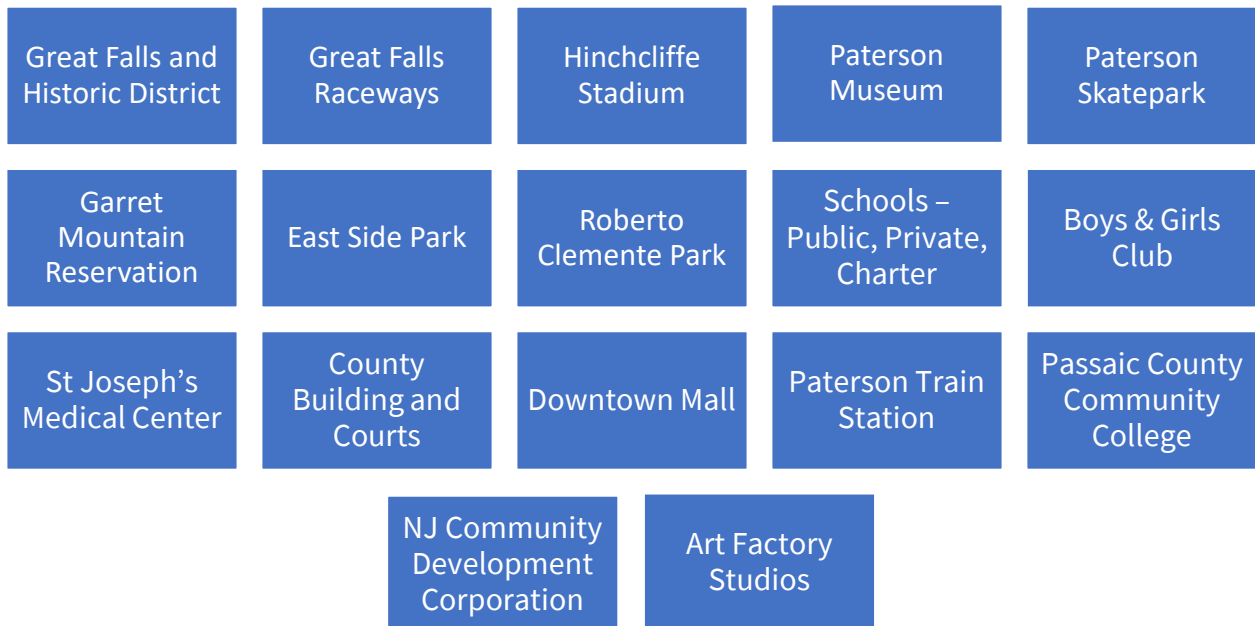 Great Falls and
Historic District
Great Falls
Raceways
Hinchcliffe
Stadium
Paterson
Museum
Paterson
Skatepark
Garret
Mountain
Reservation
East Side Park
Roberto
Clemente Park
Schools –
Public, Private,
Charter
Boys & Girls
Club
St Joseph’s
Medical Center
County
Building and
Courts
Downtown Mall
Paterson Train
Station
Passaic County
Community
College
NJ Community
Development
Corporation
Art Factory
Studios